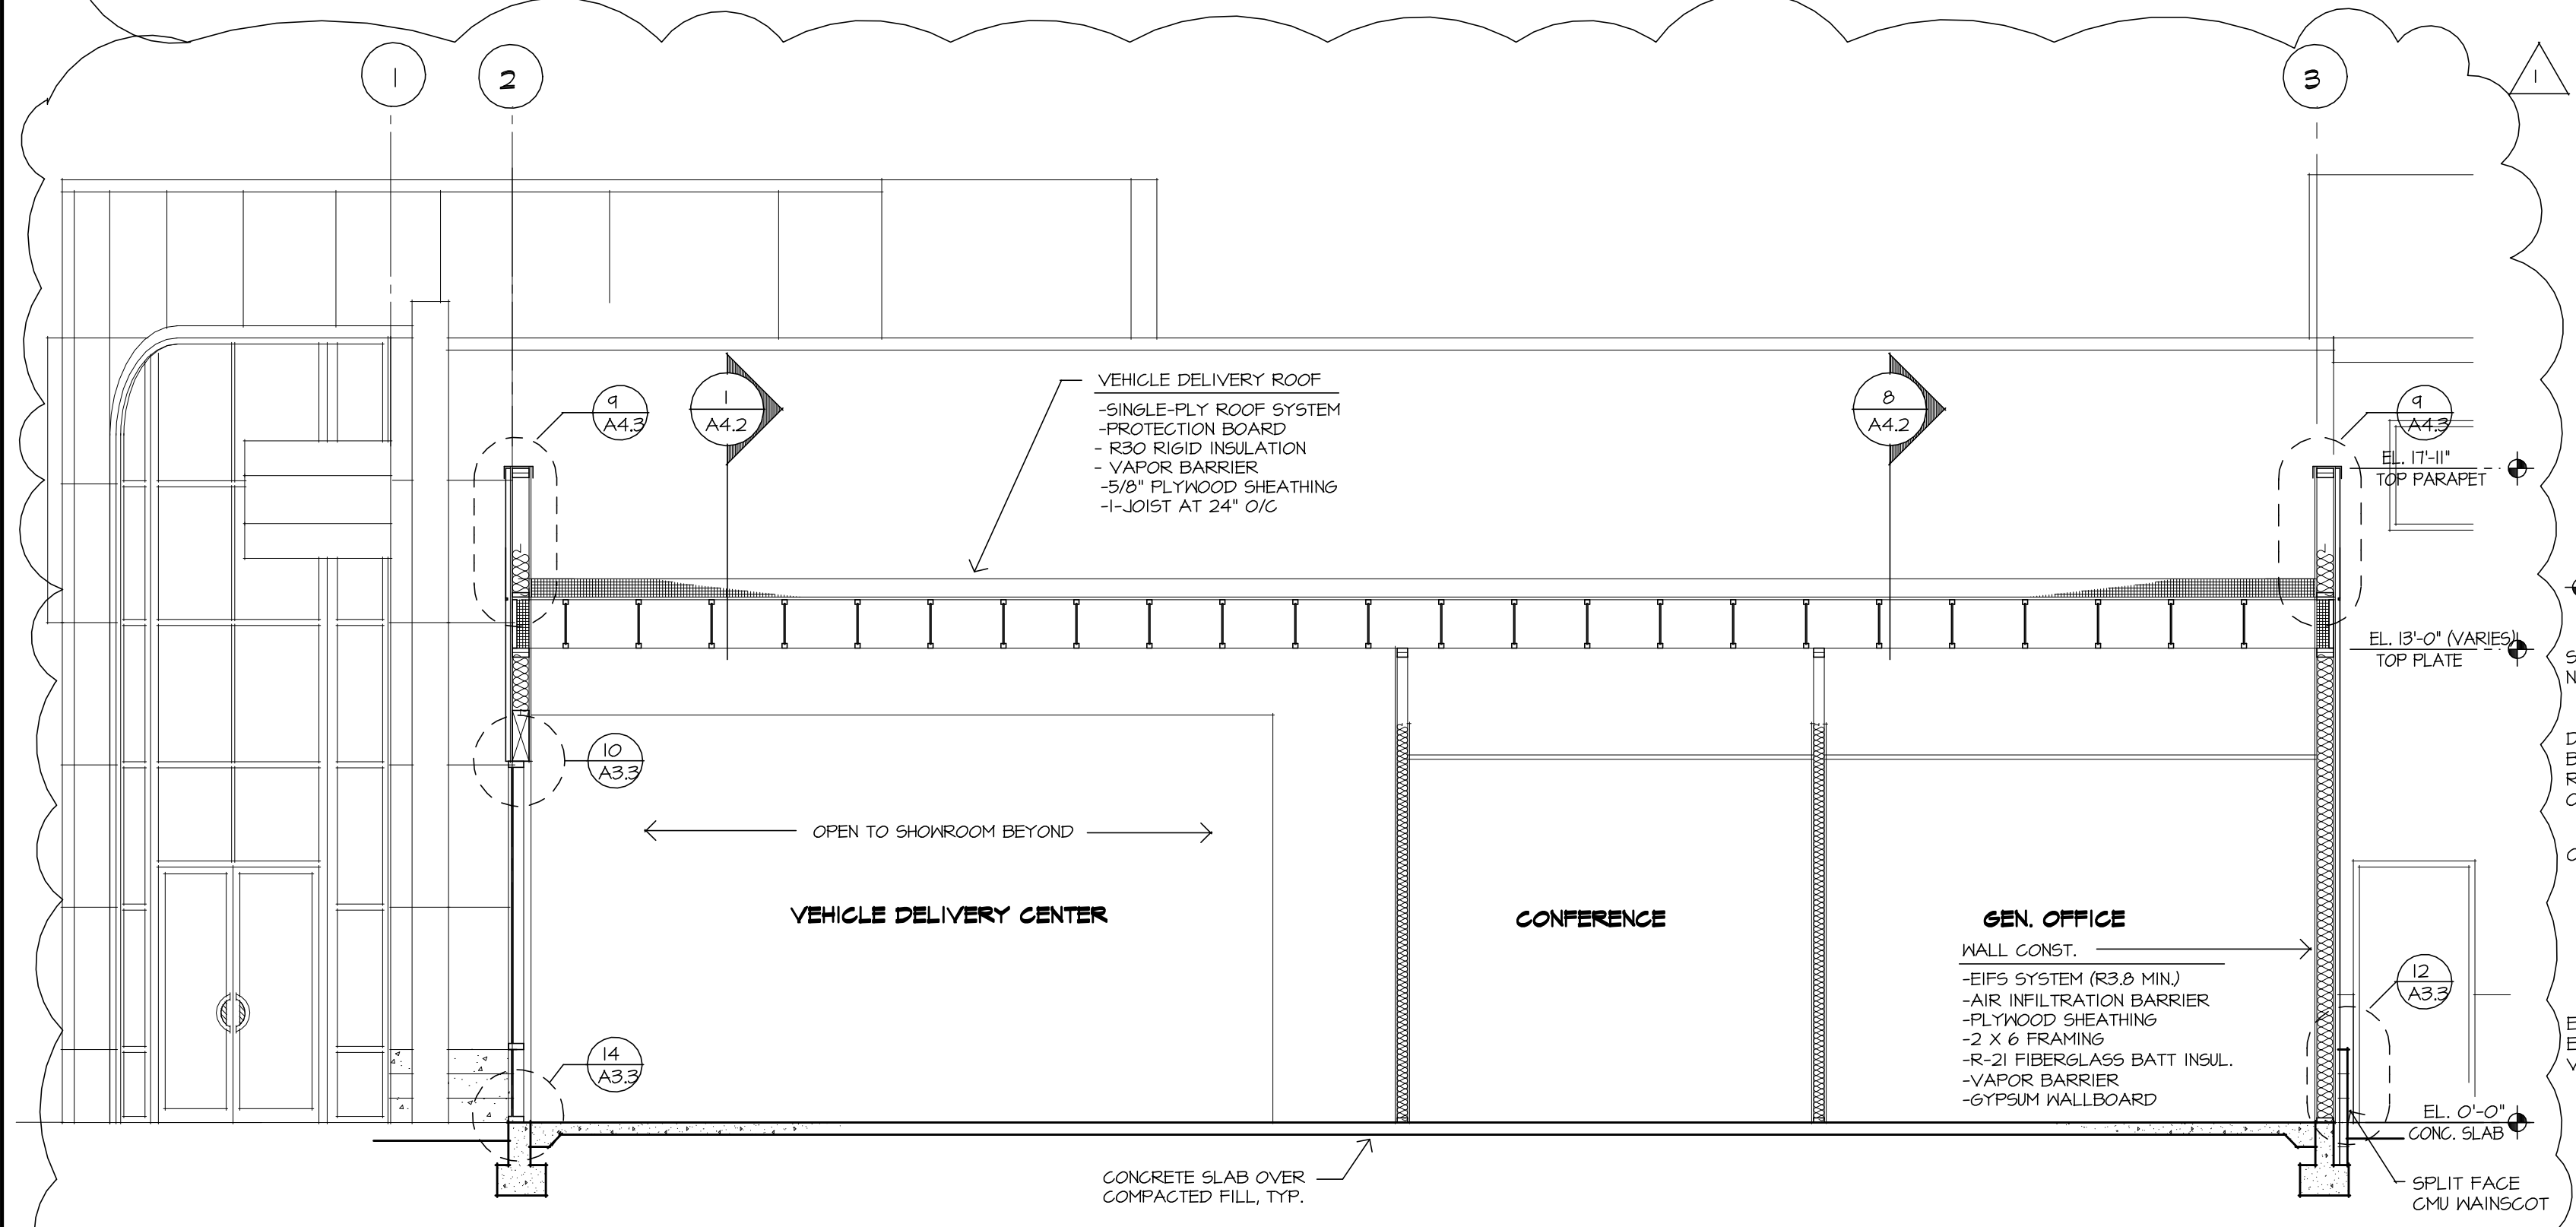 1
2
3
1
VEHICLE DELIVERY ROOF
-SINGLE-PLY ROOF SYSTEM
-PROTECTION BOARD
- R30 RIGID INSULATION
- VAPOR BARRIER
-5/8" PLYWOOD SHEATHING
-I-JOIST AT 24" O/C
9
A4.3
1
A4.2
8
A4.2
9
A4.3
EL. 17'-11"
TOP PARAPET
EL. 13'-0" (VARIES)
TOP PLATE
10
A3.3
OPEN TO SHOWROOM BEYOND
VEHICLE DELIVERY CENTER
CONFERENCE
GEN. OFFICE
WALL CONST.
-EIFS SYSTEM (R3.8 MIN.)
-AIR INFILTRATION BARRIER
-PLYWOOD SHEATHING
-2 X 6 FRAMING
-R-21 FIBERGLASS BATT INSUL.
-VAPOR BARRIER
-GYPSUM WALLBOARD
12
A3.3
14
A3.3
EL. 0'-0"
CONC. SLAB
CONCRETE SLAB OVER
COMPACTED FILL, TYP.
SPLIT FACE
CMU WAINSCOT